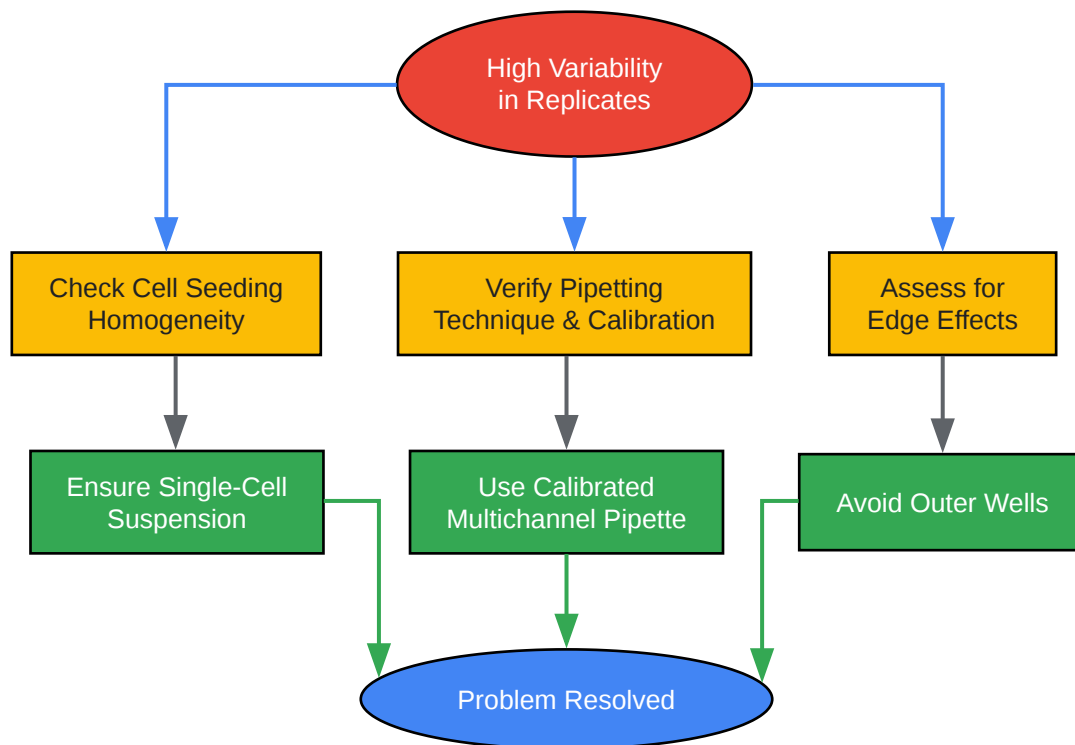 High Variability
in Replicates
Check Cell Seeding
Homogeneity
Verify Pipetting
Technique & Calibration
Assess for
Edge Effects
Ensure Single-Cell
Suspension
Use Calibrated
Multichannel Pipette
Avoid Outer Wells
Problem Resolved